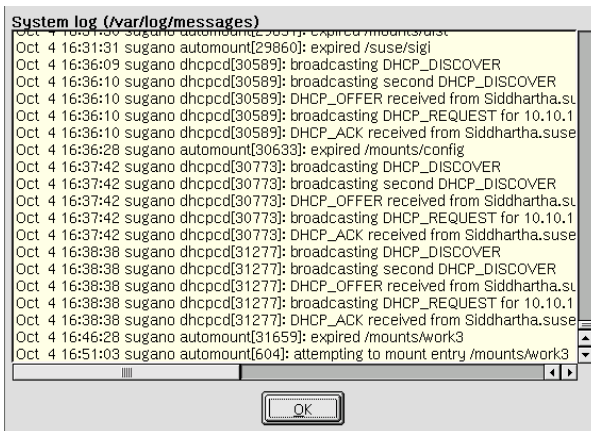 System log (/var/log/messages)
Oct 4 16:31:30 sugano automount[29851]: expired /mounts/dist
Oct 4 16:31:31 sugano automount[29860]: expired /suse/sigi
Oct 4 16:36:09 sugano dhcpcd[30589]: broadcasting DHCP_DISCOVER
Oct 4 16:36:10 sugano dhcpcd[30589]: broadcasting second DHCP_DISCOVER
Oct 4 16:36:10 sugano dhcpcd[30589]: DHCP_OFFER received from Siddhartha.su
Oct 4 16:36:10 sugano dhcpcd[30589]: broadcasting DHCP_REQUEST for 10.10.1
Oct 4 16:36:10 sugano dhcpcd[30589]: DHCP_ACK received from Siddhartha.suse
Oct 4 16:36:28 sugano automount[30633]: expired /mounts/config
Oct 4 16:37:42 sugano dhcpcd[30773]: broadcasting DHCP_DISCOVER
Oct 4 16:37:42 sugano dhcpcd[30773]: broadcasting second DHCP_DISCOVER
Oct 4 16:37:42 sugano dhcpcd[30773]: DHCP_OFFER received from Siddhartha.su
Oct 4 16:37:42 sugano dhcpcd[30773]: broadcasting DHCP_REQUEST for 10.10.1
Oct 4 16:37:42 sugano dhcpcd[30773]: DHCP_ACK received from Siddhartha.suse
Oct 4 16:38:38 sugano dhcpcd[31277]: broadcasting DHCP_DISCOVER
Oct 4 16:38:38 sugano dhcpcd[31277]: broadcasting second DHCP_DISCOVER
Oct 4 16:38:38 sugano dhcpcd[31277]: DHCP_OFFER received from Siddhartha.su
Oct 4 16:38:38 sugano dhcpcd[31277]: broadcasting DHCP_REQUEST for 10.10.1
Oct 4 16:38:38 sugano dhcpcd[31277]: DHCP_ACK received from Siddhartha.suse
Oct 4 16:46:28 sugano automount[31659]: expired /mounts/work3
Oct 4 16:51:03 sugano automount[604]: attempting to mount entry /mounts/work3
OK